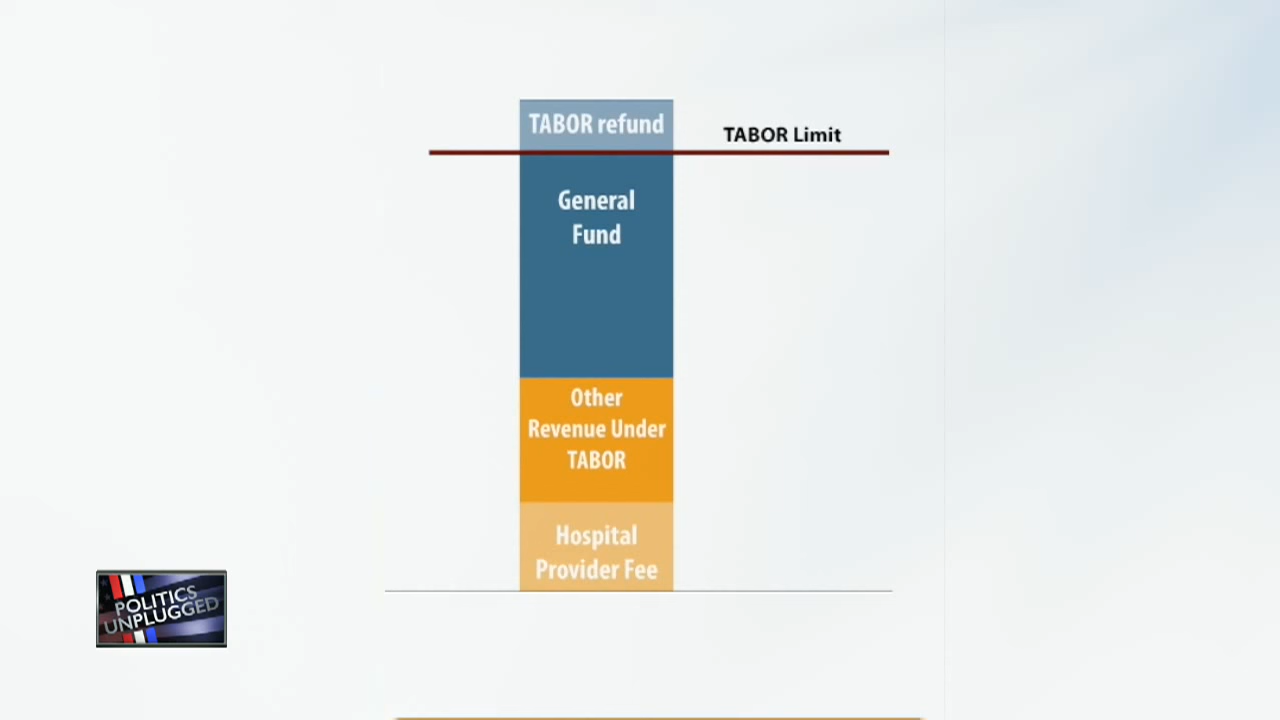 TABOR refund
TABOR Limit
General
Fund
Other
Revenue Under
TABOR
Hospital
Provider Fee
POLITICS
UNPLUGGED